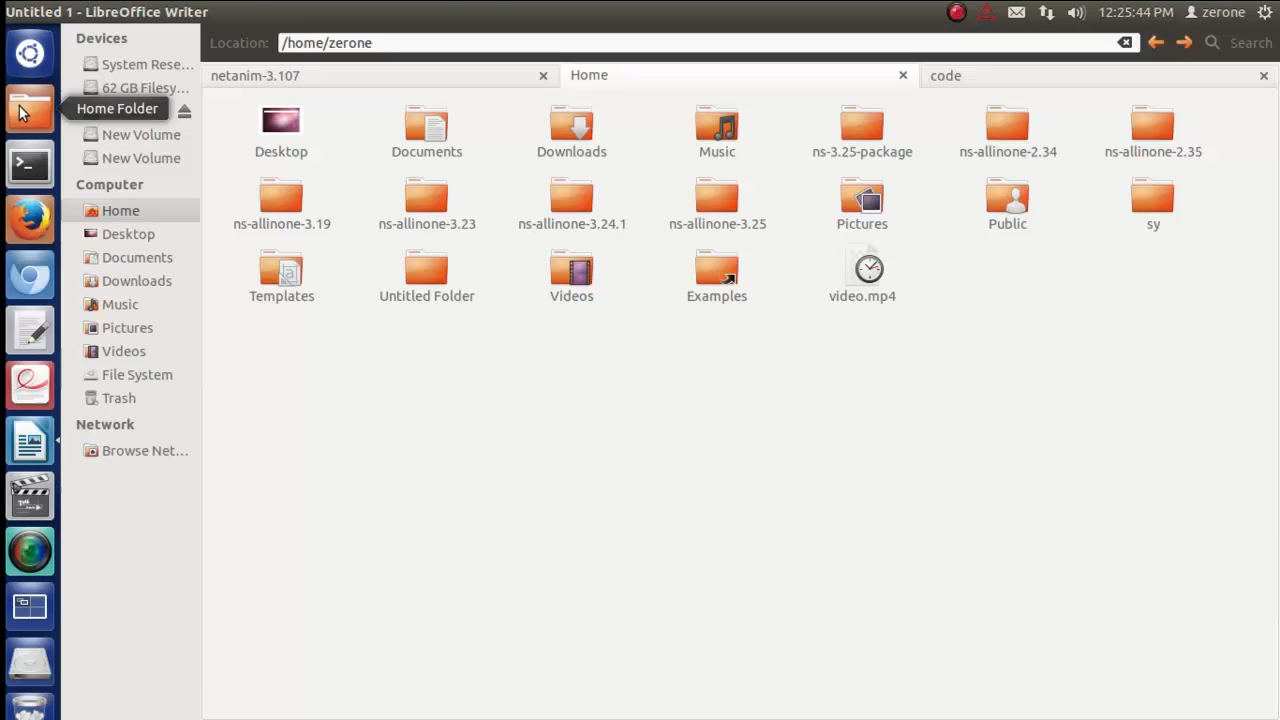 Untitled 1 - LibreOffice Writer
12:25:44 PM
zerone
Devices
System Rese...
62 GB Filesy...
Home Folder
New Volume
New Volume
Computer
Home
Desktop
Documents
Downloads
Music
Pictures
Videos
File System
Trash
Network
Browse Net...
Location:
/home/zerone
Search
netanim-3.107
Home
code
Desktop
Documents
Downloads
Music
ns-3.25-package
ns-allinone-2.34
ns-allinone-2.35
ns-allinone-3.19
ns-allinone-3.23
ns-allinone-3.24.1
ns-allinone-3.25
Pictures
Public
sy
Templates
Untitled Folder
Videos
Examples
video.mp4